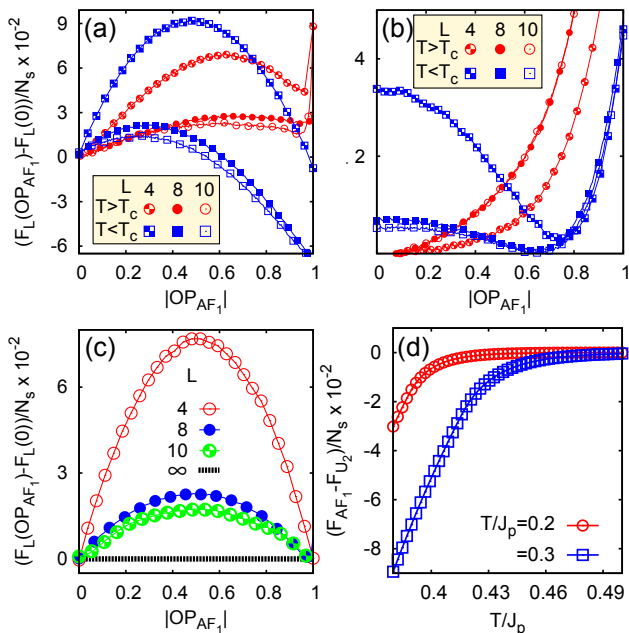 (a)
(F_L(OP_AF₁)-F_L(0))/N_s x 10⁻²
9
6
3
0
-3
-6
L 4 8 10
T>T_c
T<T_c
0 0.2 0.4 0.6 0.8 1
|OP_AF₁|
(b)
L 4 8 10
T>T_c
T<T_c
4
2
0.0 0.2 0.4 0.6 0.8 1
|OP_AF₁|
(c)
(F_L(OP_AF₁)-F_L(0))/N_s x 10⁻²
6
3
0
L
4
8
10
∞
0 0.2 0.4 0.6 0.8 1
|OP_AF₁|
(d)
(F_AF₁-F_U₂)/N_s x 10⁻²
0
-2
-4
-6
-8
T/J_p=0.2
=0.3
0.4 0.43 0.46 0.49
T/J_p